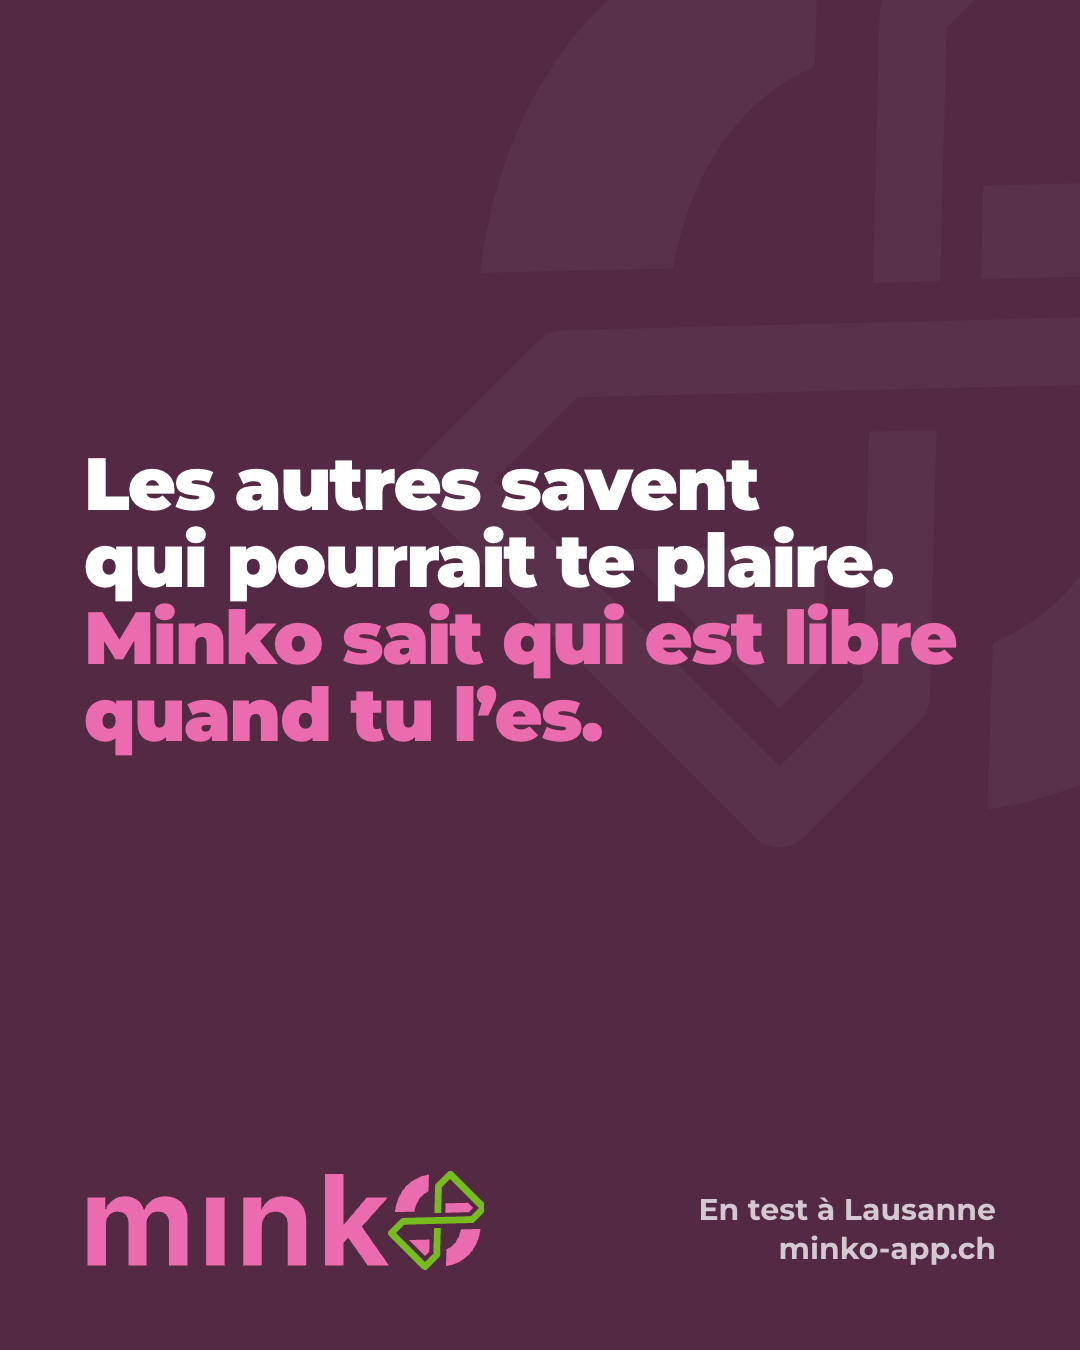 Les autres savent
qui pourrait te plaire.
Minko sait qui est libre
quand tu l’es.
minko
En test à Lausanne
minko-app.ch